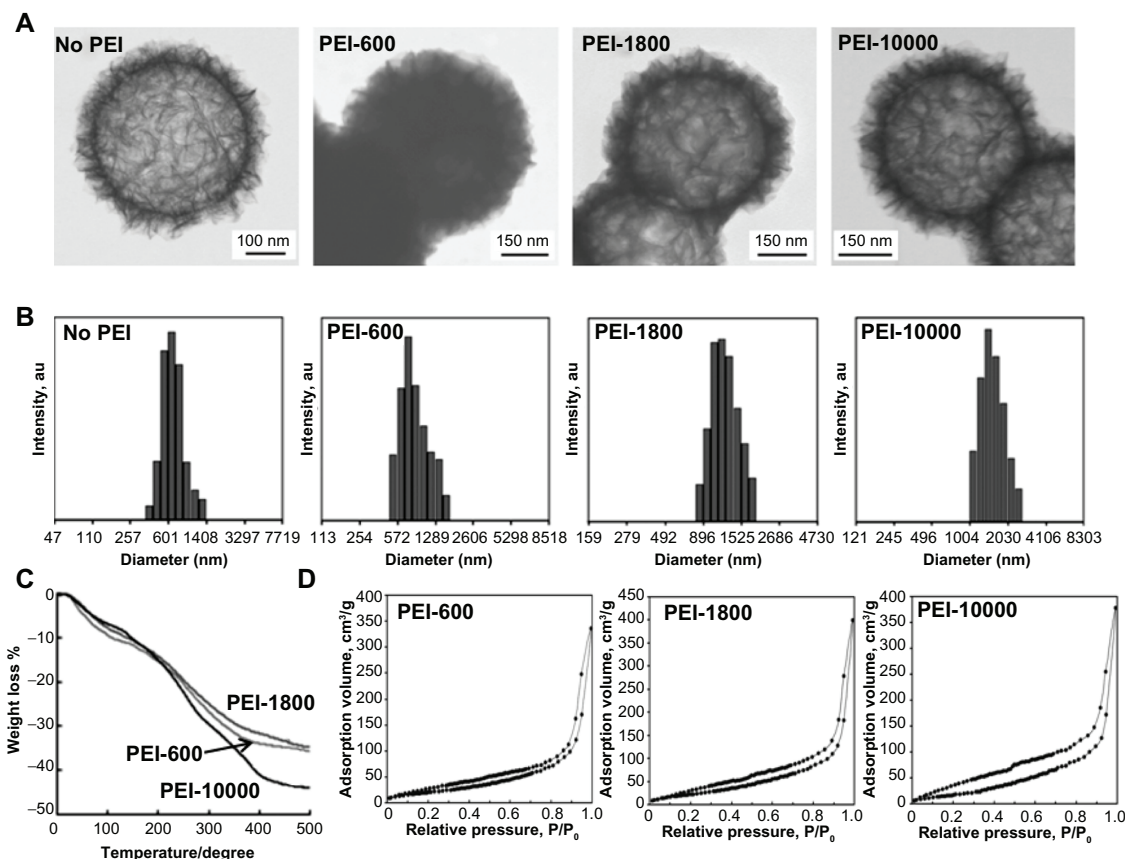 A
No PEI
PEI-600
PEI-1800
PEI-10000
100 nm
150 nm
150 nm
150 nm
B
No PEI
PEI-600
PEI-1800
PEI-10000
Intensity, au
Intensity, au
Intensity, au
Intensity, au
47 110 257 601 1408 3297 7719
113 254 572 1289 2606 5298 8518
159 279 492 896 1525 2686 4730
121 245 496 1004 2030 4106 8303
Diameter (nm)
Diameter (nm)
Diameter (nm)
Diameter (nm)
C
Weight loss %
0
–10
–20
–30
–40
–50
PEI-1800
PEI-600
PEI-10000
0 100 200 300 400 500
Temperature/degree
D
PEI-600
Adsorption volume, cm³/g
400
350
300
250
200
150
100
50
0
0 0.2 0.4 0.6 0.8 1.0
Relative pressure, P/P₀
PEI-1800
Adsorption volume, cm³/g
450
400
350
300
250
200
150
100
50
0
0 0.2 0.4 0.6 0.8 1.0
Relative pressure, P/P₀
PEI-10000
Adsorption volume, cm³/g
400
350
300
250
200
150
100
50
0
0 0.2 0.4 0.6 0.8 1.0
Relative pressure, P/P₀